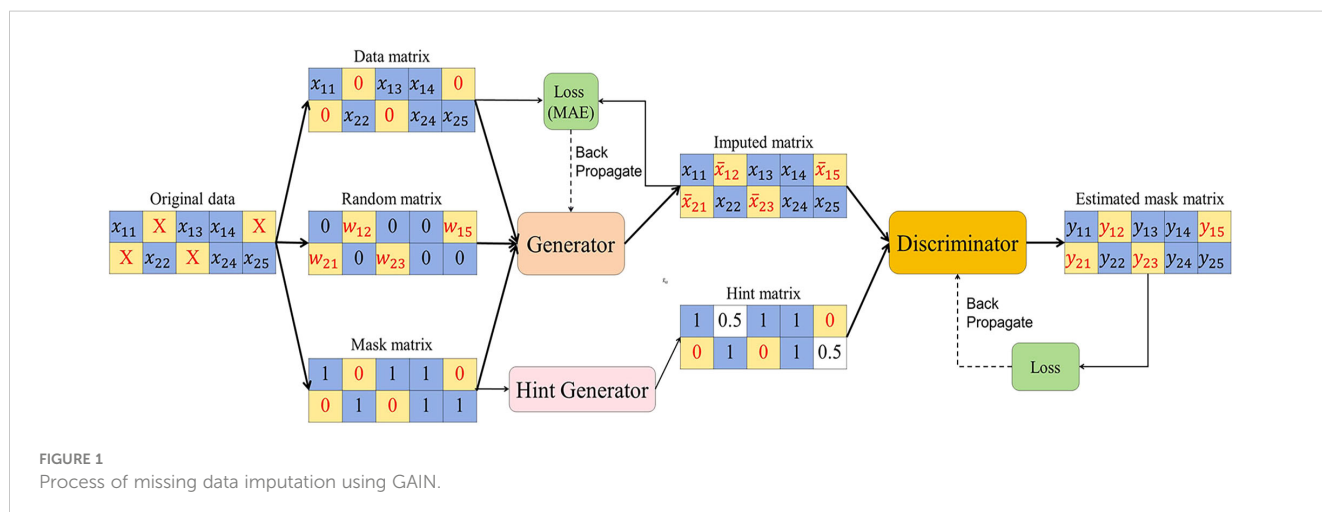 Data matrix
x11 0 x13 x14 0
0 x22 0 x24 x25
Loss
(MAE)
Back
Propagate
Imputed matrix
x11 x̄12 x13 x14 x̄15
x̄21 x22 x̄23 x24 x25
Original data
x11 X x13 x14 X
X x22 X x24 x25
Random matrix
0 w12 0 0 w15
w21 0 w23 0 0
Generator
Discriminator
Estimated mask matrix
y11 y12 y13 y14 y15
y21 y22 y23 y24 y25
Hint matrix
1 0.5 1 1 0
0 1 0 1 0.5
Back
Propagate
Loss
Mask matrix
1 0 1 1 0
0 1 0 1 1
Hint Generator
FIGURE 1
Process of missing data imputation using GAIN.